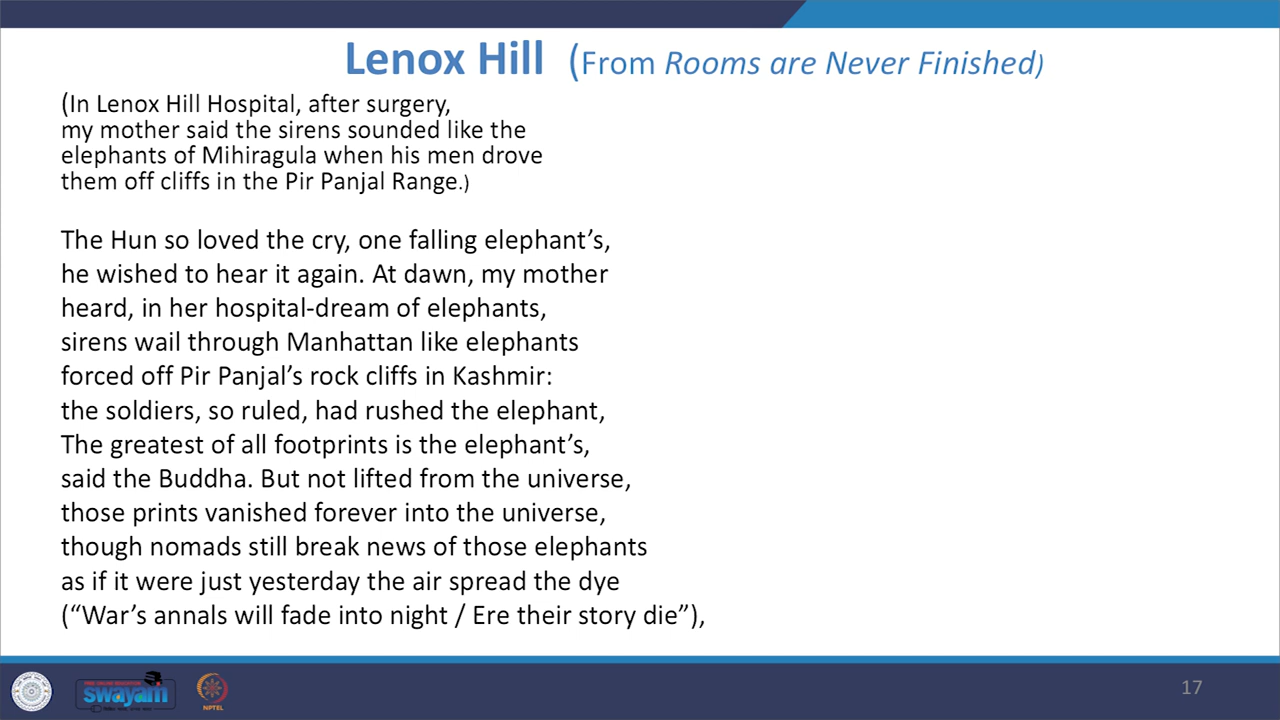 Lenox Hill (From Rooms are Never Finished)
(In Lenox Hill Hospital, after surgery,
my mother said the sirens sounded like the
elephants of Mihiragula when his men drove
them off cliffs in the Pir Panjal Range.)
The Hun so loved the cry, one falling elephant’s,
he wished to hear it again. At dawn, my mother
heard, in her hospital-dream of elephants,
sirens wail through Manhattan like elephants
forced off Pir Panjal’s rock cliffs in Kashmir:
the soldiers, so ruled, had rushed the elephant,
The greatest of all footprints is the elephant’s,
said the Buddha. But not lifted from the universe,
those prints vanished forever into the universe,
though nomads still break news of those elephants
as if it were just yesterday the air spread the dye
(“War’s annals will fade into night / Ere their story die”),
swayam
NPTEL
17